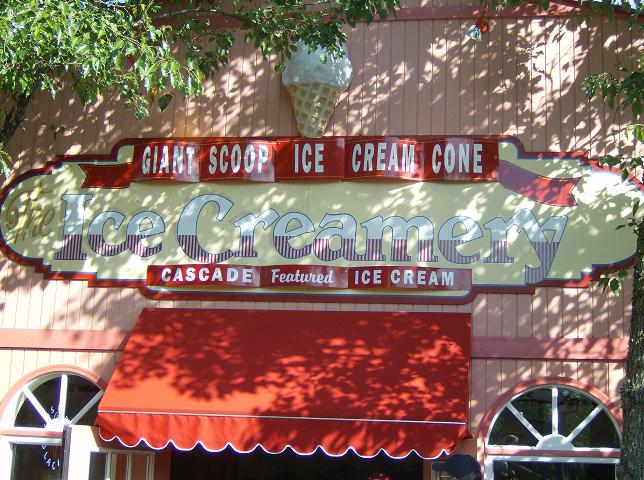 GIANT SCOOP ICE CREAM CONE
The Ice Creamery
CASCADE Featured ICE CREAM